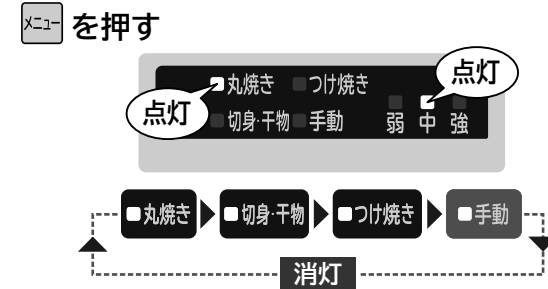 メニュー を押す
点灯
丸焼き つけ焼き
点灯
切身・干物 手動 弱 中 強
丸焼き 切身・干物 つけ焼き 手動
消灯